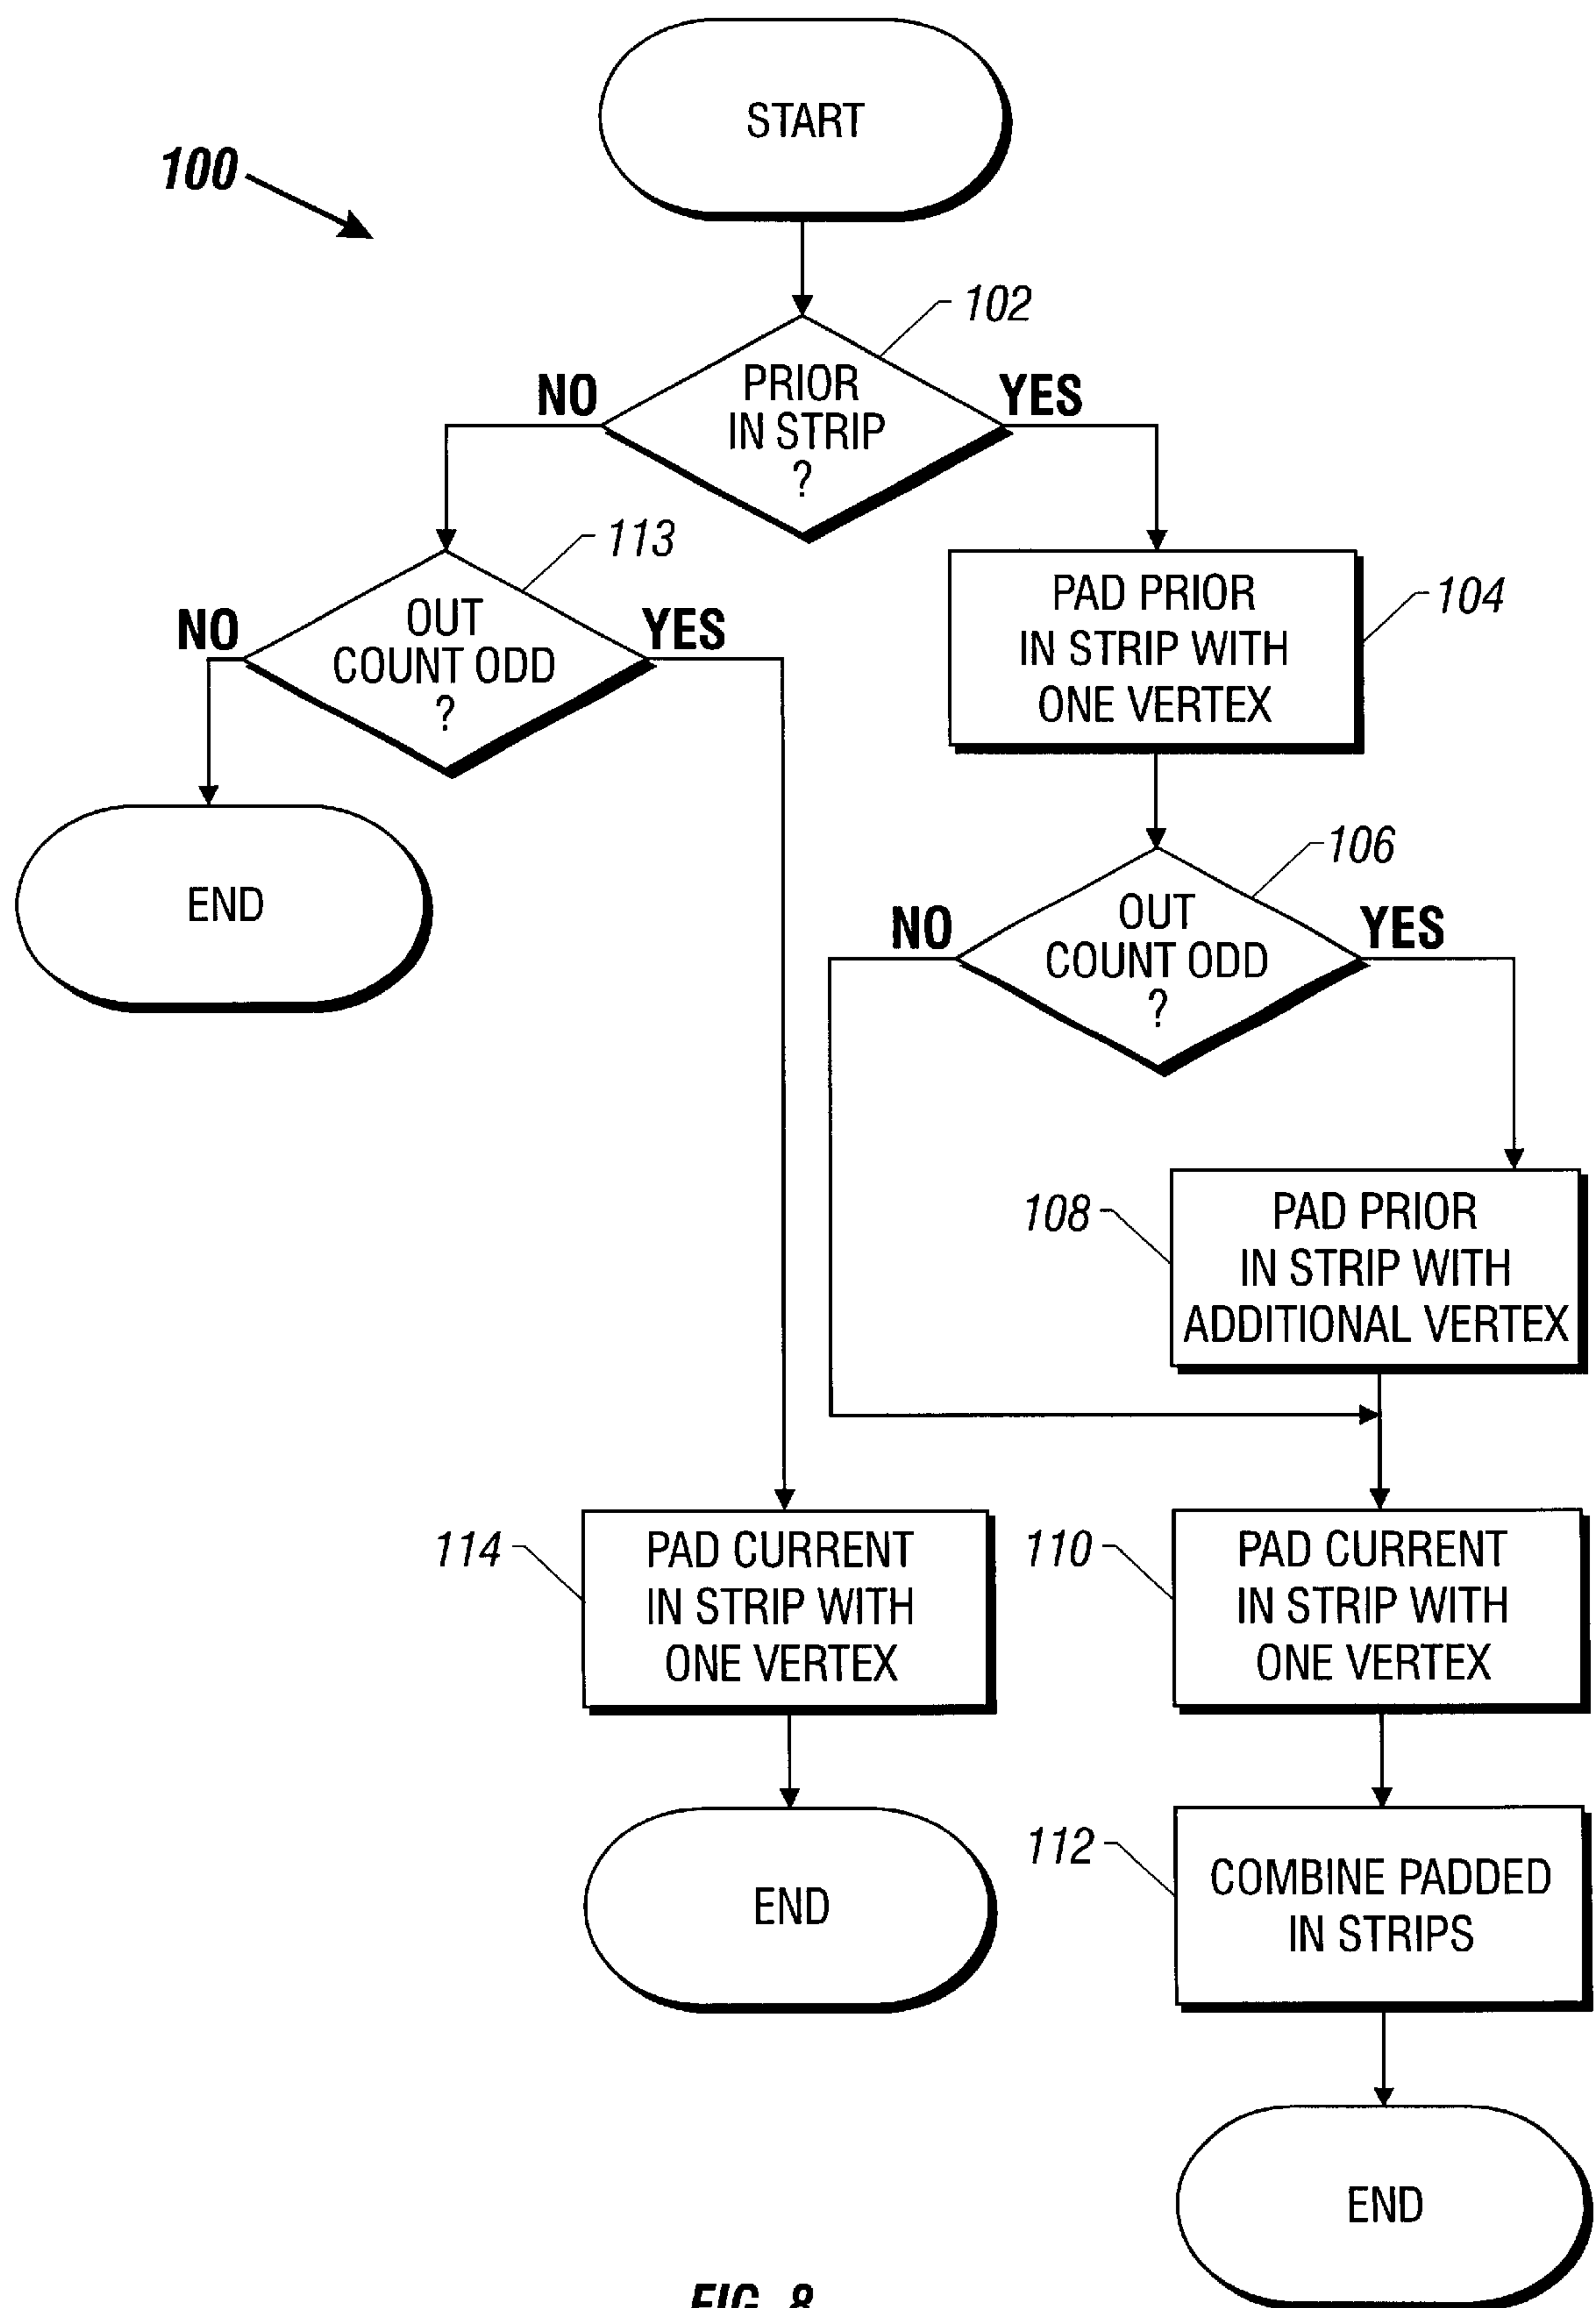 START
100
102
PRIOR
IN STRIP
?
NO
YES
113
OUT
COUNT ODD
?
NO
YES
PAD PRIOR
IN STRIP WITH
ONE VERTEX
104
END
106
OUT
COUNT ODD
?
NO
YES
108
PAD PRIOR
IN STRIP WITH
ADDITIONAL VERTEX
114
PAD CURRENT
IN STRIP WITH
ONE VERTEX
110
PAD CURRENT
IN STRIP WITH
ONE VERTEX
END
112
COMBINE PADDED
IN STRIPS
END
FIG. 8